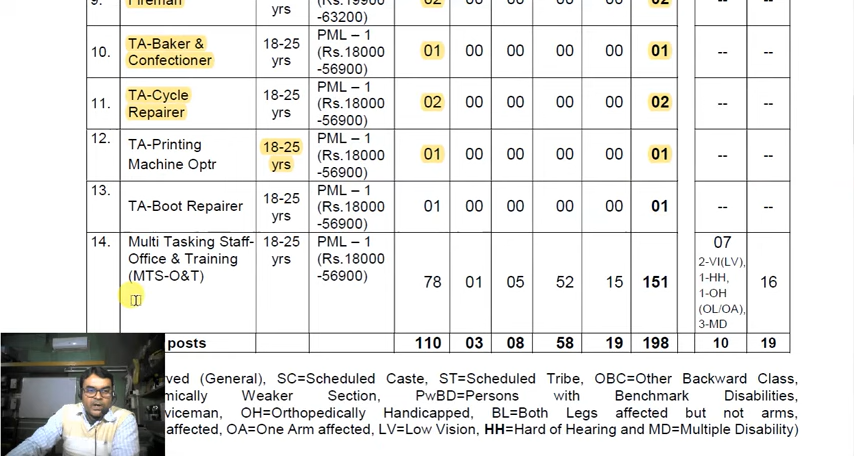 9. Fireman yrs (Rs.19900 -63200) 02 00 00 00 00 02 -- --
10. TA-Baker & Confectioner 18-25 yrs PML – 1 (Rs.18000 -56900) 01 00 00 00 00 01 -- --
11. TA-Cycle Repairer 18-25 yrs PML – 1 (Rs.18000 -56900) 02 00 00 00 00 02 -- --
12. TA-Printing Machine Optr 18-25 yrs PML – 1 (Rs.18000 -56900) 01 00 00 00 00 01 -- --
13. TA-Boot Repairer 18-25 yrs PML – 1 (Rs.18000 -56900) 01 00 00 00 00 01 -- --
14. Multi Tasking Staff- Office & Training (MTS-O&T) 18-25 yrs PML – 1 (Rs.18000 -56900) 78 01 05 52 15 151 07 2-VI(LV), 1-HH, 1-OH (OL/OA), 3-MD 16
posts 110 03 08 58 19 198 10 19
ved (General), SC=Scheduled Caste, ST=Scheduled Tribe, OBC=Other Backward Class,
mically Weaker Section, PwBD=Persons with Benchmark Disabilities,
viceman, OH=Orthopedically Handicapped, BL=Both Legs affected but not arms,
affected, OA=One Arm affected, LV=Low Vision, HH=Hard of Hearing and MD=Multiple Disability)